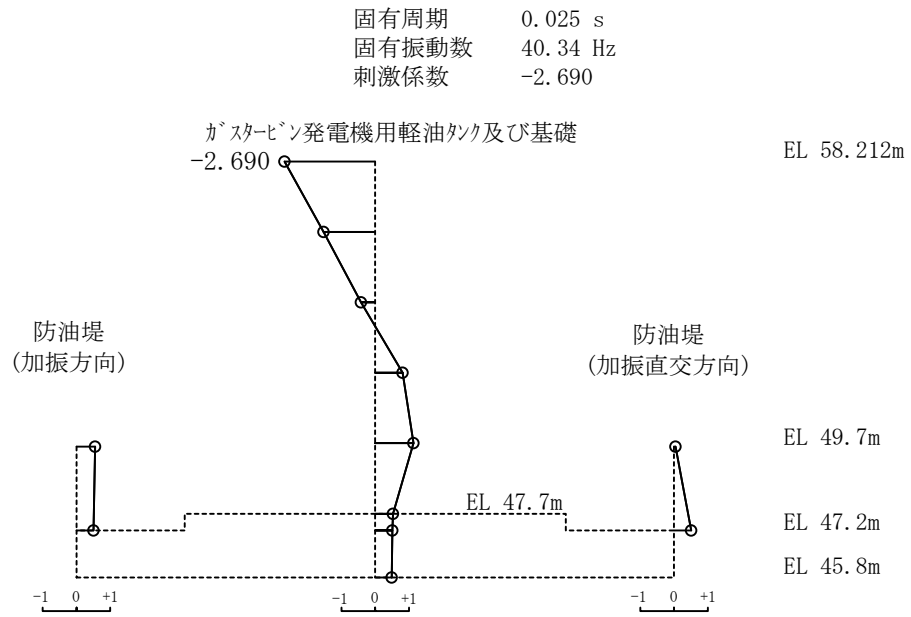 固有周期 0.025 s
固有振動数 40.34 Hz
刺激係数 -2.690
ｶﾞｽﾀｰﾋﾞﾝ発電機用軽油ﾀﾝｸ及び基礎
-2.690
EL 58.212m
防油堤
(加振方向)
防油堤
(加振直交方向)
EL 49.7m
EL 47.7m
EL 47.2m
EL 45.8m
-1 0 +1
-1 0 +1
-1 0 +1